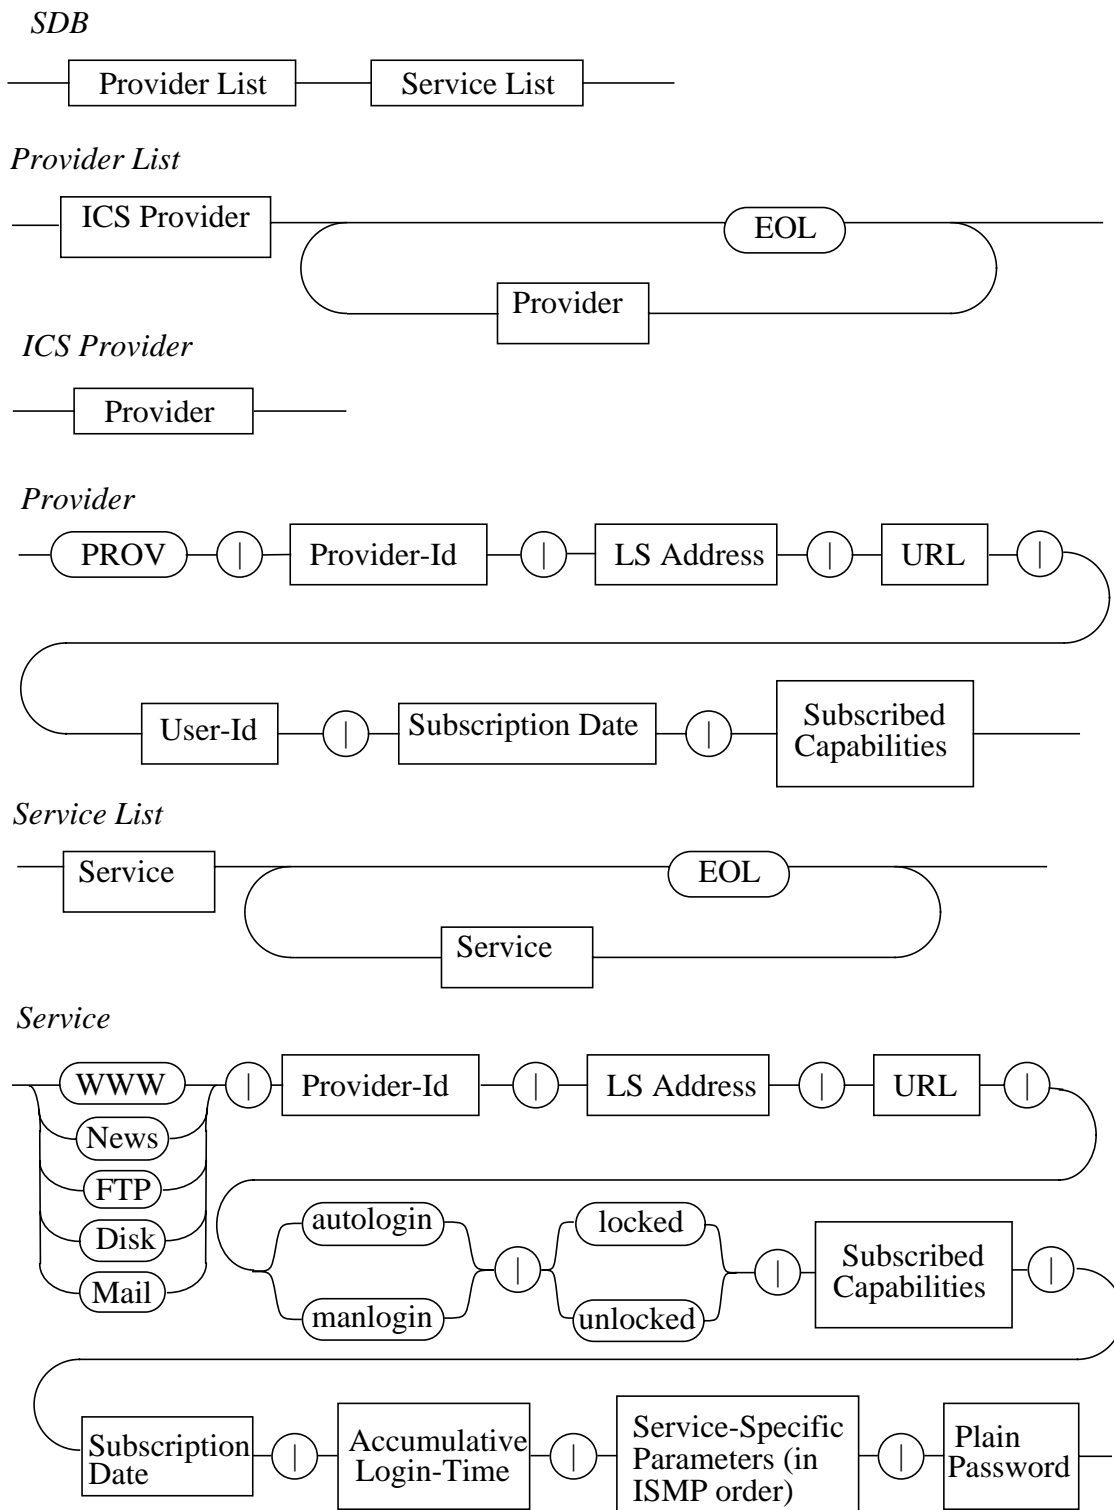 SDB
Provider List Service List
Provider List
ICS Provider EOL
Provider
ICS Provider
Provider
Provider
PROV | Provider-Id | LS Address | URL |
User-Id | Subscription Date | Subscribed
Capabilities
Service List
Service EOL
Service
Service
WWW | Provider-Id | LS Address | URL |
News
FTP
Disk
Mail
autologin | locked | Subscribed
Capabilities |
manlogin unlocked
Subscription
Date | Accumulative
Login-Time | Service-Specific
Parameters (in
ISMP order) | Plain
Password